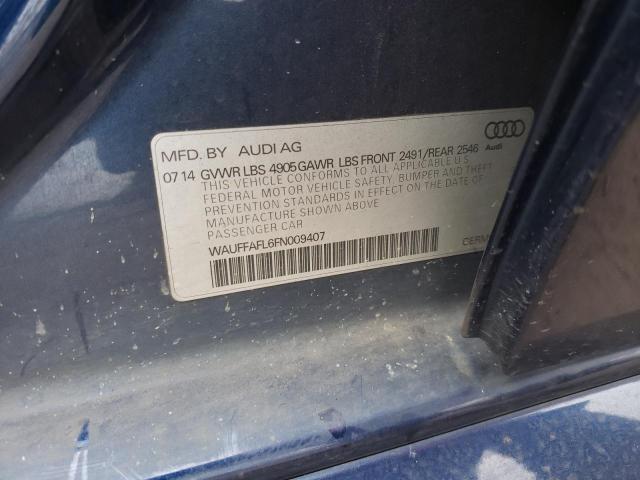 MFD. BY AUDI AG
07 14 GVWR LBS 4905 GAWR LBS FRONT 2491/REAR 2546
Audi
THIS VEHICLE CONFORMS TO ALL APPLICABLE U.S.
FEDERAL MOTOR VEHICLE SAFETY, BUMPER AND THEFT
PREVENTION STANDARDS IN EFFECT ON THE DATE OF
MANUFACTURE SHOWN ABOVE
PASSENGER CAR
WAUFFAFL6FN009407